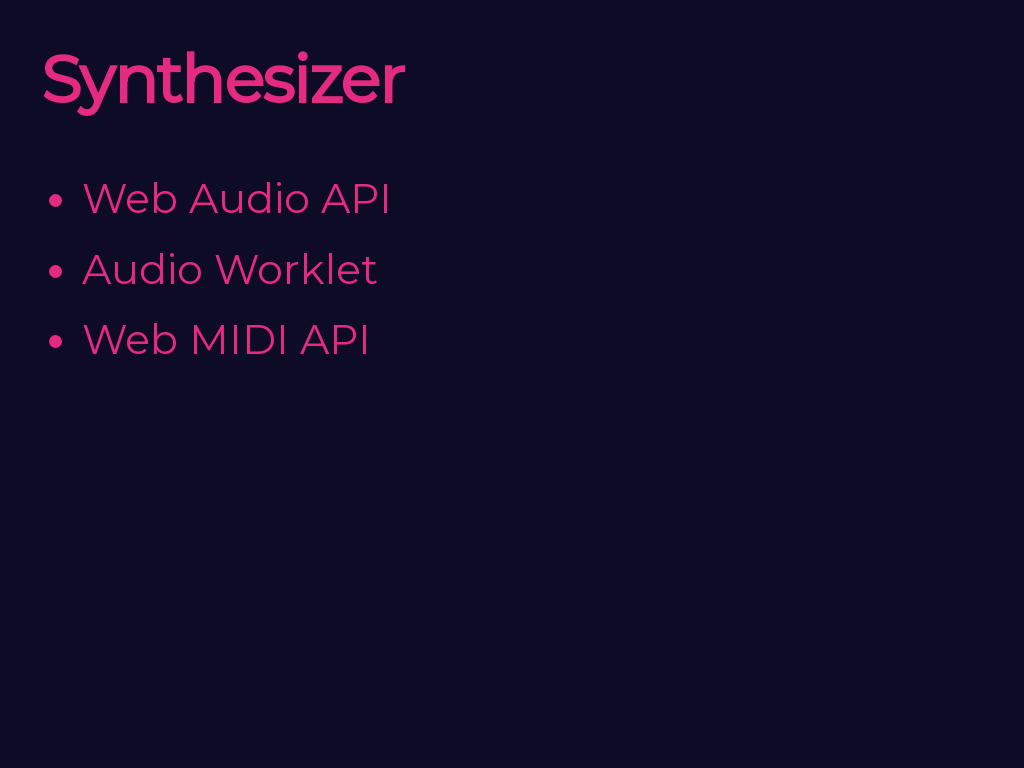 Synthesizer
• Web Audio API
• Audio Worklet
• Web MIDI API